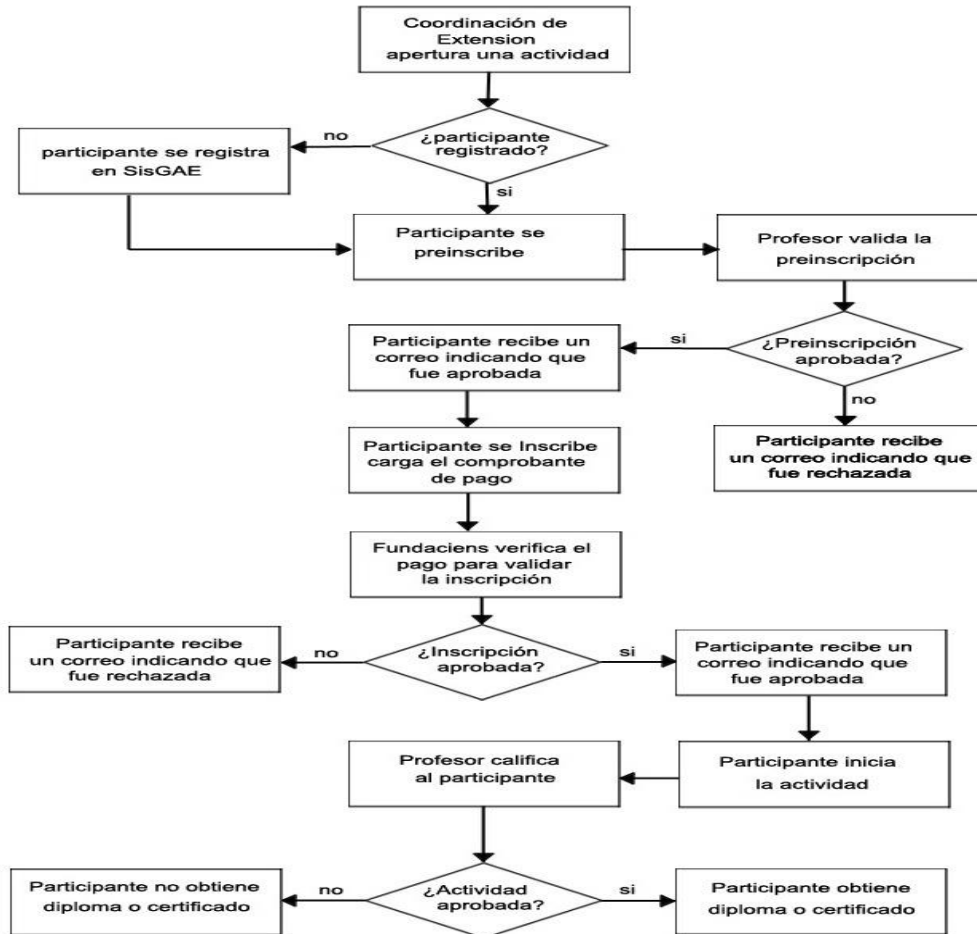 Coordinación de
Extension
apertura una actividad
¿participante
registrado?
no
si
participante se registra
en SisGAE
Participante se
preinscribe
Profesor valida la
preinscripción
¿Preinscripción
aprobada?
si
no
Participante recibe un
correo indicando que
fue aprobada
Participante recibe
un correo indicando que
fue rechazada
Participante se Inscribe
carga el comprobante
de pago
Fundaciens verifica el
pago para validar
la inscripción
¿Inscripción
aprobada?
no
si
Participante recibe
un correo indicando que
fue rechazada
Participante recibe un
correo indicando que
fue aprobada
Participante inicia
la actividad
Profesor califica
al participante
¿Actividad
aprobada?
no
si
Participante no obtiene
diploma o certificado
Participante obtiene
diploma o certificado